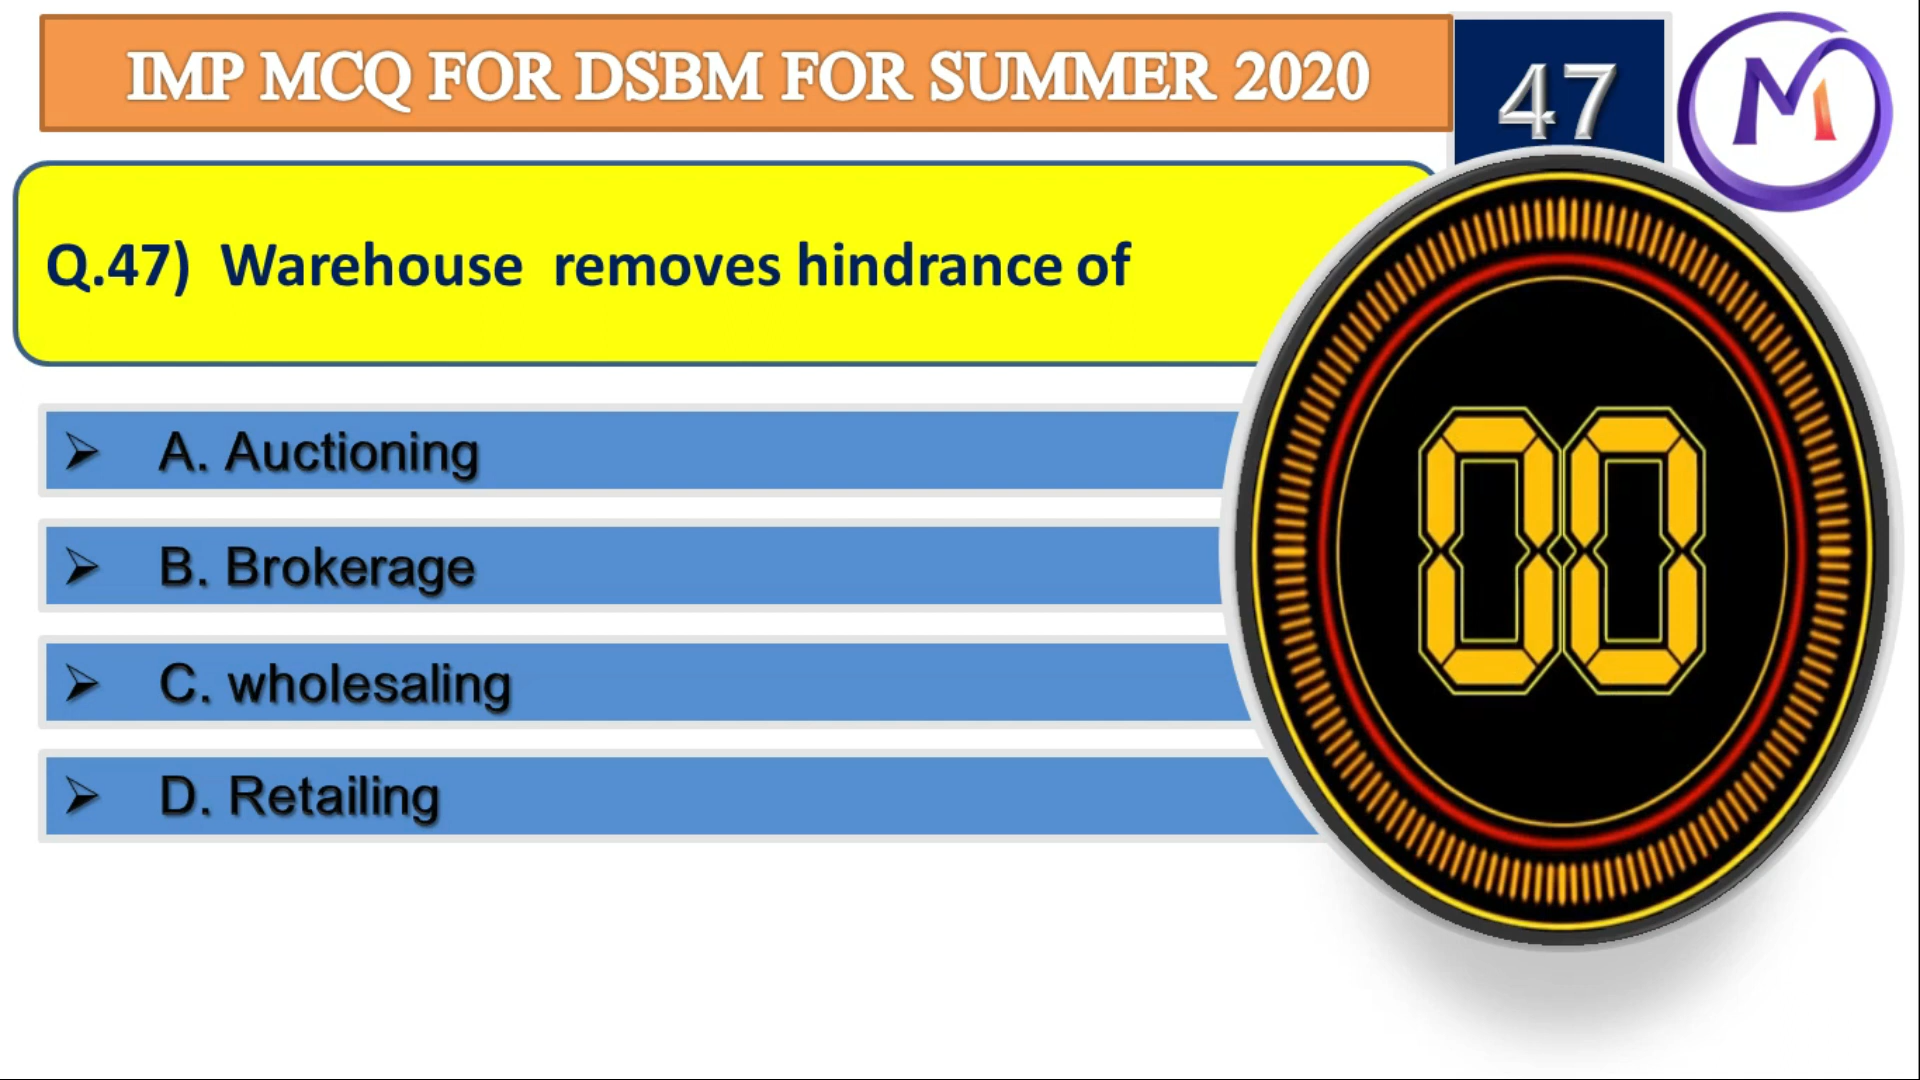 IMP MCQ FOR DSBM FOR SUMMER 2020
47
M
Q.47) Warehouse removes hindrance of
A. Auctioning
B. Brokerage
C. wholesaling
D. Retailing
00